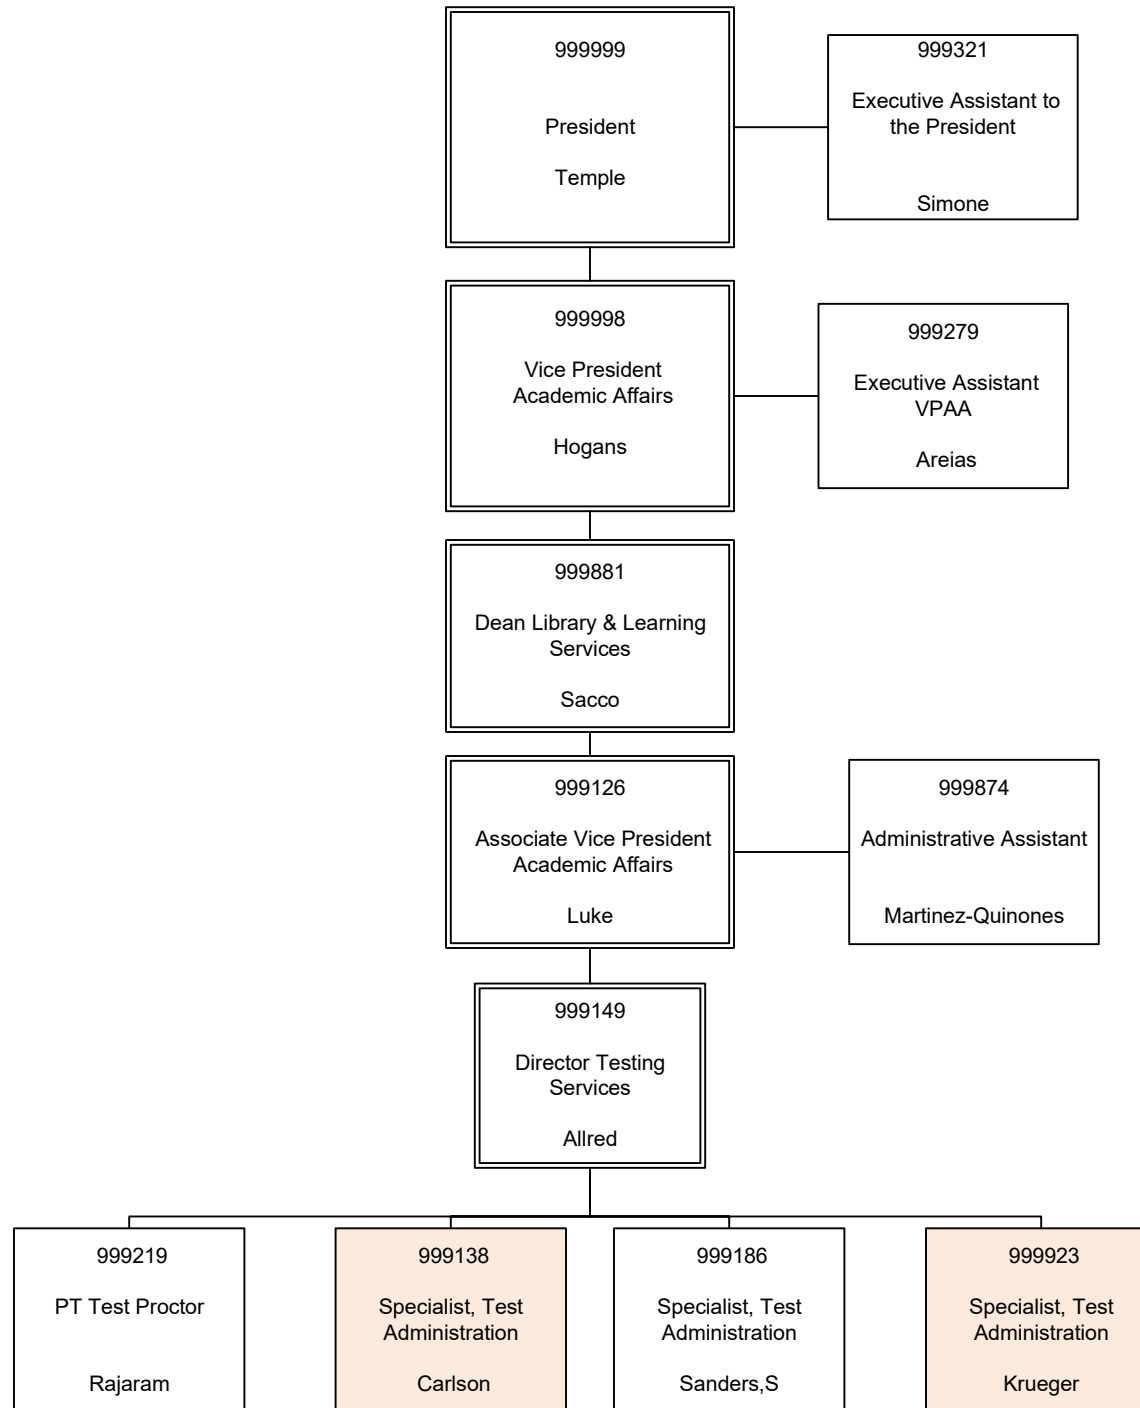 999999
President
Temple
999321
Executive Assistant to
the President
Simone
999998
Vice President
Academic Affairs
Hogans
999279
Executive Assistant
VPAA
Areias
999881
Dean Library & Learning
Services
Sacco
999126
Associate Vice President
Academic Affairs
Luke
999874
Administrative Assistant
Martinez-Quinones
999149
Director Testing
Services
Allred
999219
PT Test Proctor
Rajaram
999138
Specialist, Test
Administration
Carlson
999186
Specialist, Test
Administration
Sanders,S
999923
Specialist, Test
Administration
Krueger